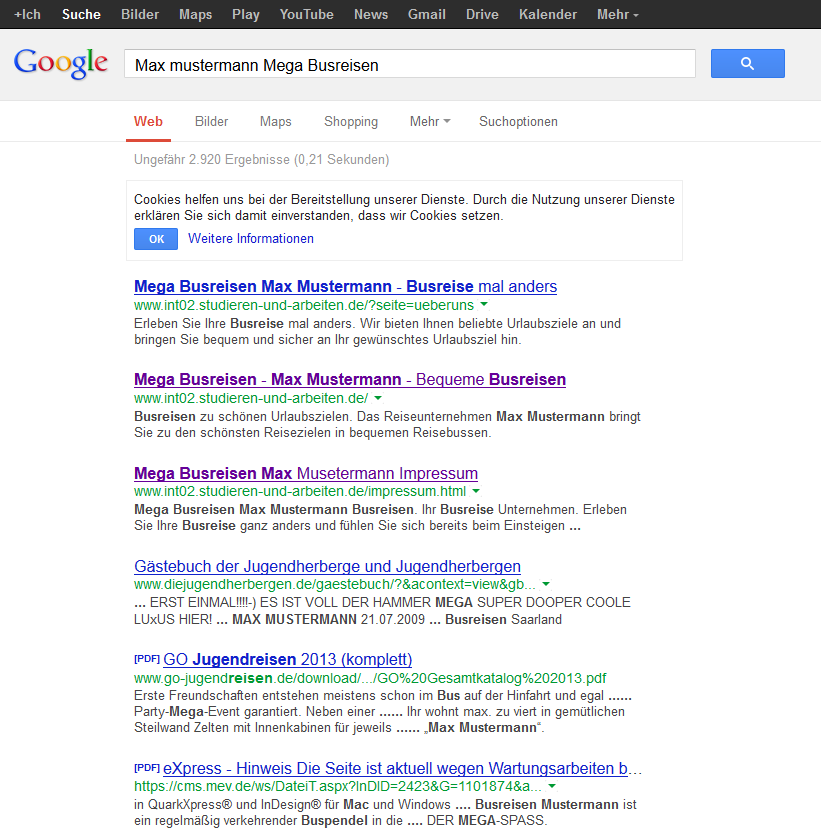 +Ich Suche Bilder Maps Play YouTube News Gmail Drive Kalender Mehr
Google Max mustermann Mega Busreisen
Web Bilder Maps Shopping Mehr Suchoptionen
Ungefähr 2.920 Ergebnisse (0,21 Sekunden)
Cookies helfen uns bei der Bereitstellung unserer Dienste. Durch die Nutzung unserer Dienste
erklären Sie sich damit einverstanden, dass wir Cookies setzen.
OK Weitere Informationen
Mega Busreisen Max Mustermann - Busreise mal anders
www.int02.studieren-und-arbeiten.de/?seite=ueberuns
Erleben Sie Ihre Busreise mal anders. Wir bieten Ihnen beliebte Urlaubsziele an und
bringen Sie bequem und sicher an Ihr gewünschtes Urlaubsziel hin.
Mega Busreisen - Max Mustermann - Bequeme Busreisen
www.int02.studieren-und-arbeiten.de/
Busreisen zu schönen Urlaubszielen. Das Reiseunternehmen Max Mustermann bringt
Sie zu den schönsten Reisezielen in bequemen Reisebussen.
Mega Busreisen Max Musetermann Impressum
www.int02.studieren-und-arbeiten.de/impressum.html
Mega Busreisen Max Mustermann Busreisen. Ihr Busreise Unternehmen. Erleben
Sie Ihre Busreise ganz anders und fühlen Sie sich bereits beim Einsteigen ...
Gästebuch der Jugendherberge und Jugendherbergen
www.diejugendherbergen.de/gaestebuch/?&acontext=view&gb...
... ERST EINMAL!!!!-) ES IST VOLL DER HAMMER MEGA SUPER DOOPER COOLE
LUxUS HIER! ... MAX MUSTERMANN 21.07.2009 ... Busreisen Saarland
[PDF] GO Jugendreisen 2013 (komplett)
www.go-jugendreisen.de/download/.../GO%20Gesamtkatalog%202013.pdf
Erste Freundschaften entstehen meistens schon im Bus auf der Hinfahrt und egal ......
Party-Mega-Event garantiert. Neben einer ...... Ihr wohnt max. zu viert in gemütlichen
Steilwand Zelten mit Innenkabinen für jeweils ...... „Max Mustermann“.
[PDF] eXpress - Hinweis Die Seite ist aktuell wegen Wartungsarbeiten b...
https://cms.mev.de/ws/DateiT.aspx?InDID=2423&G=1101874&a...
in QuarkXpress® und InDesign® für Mac und Windows .... Busreisen Mustermann ist
ein regelmäßig verkehrender Buspendel in die .... DER MEGA-SPASS.